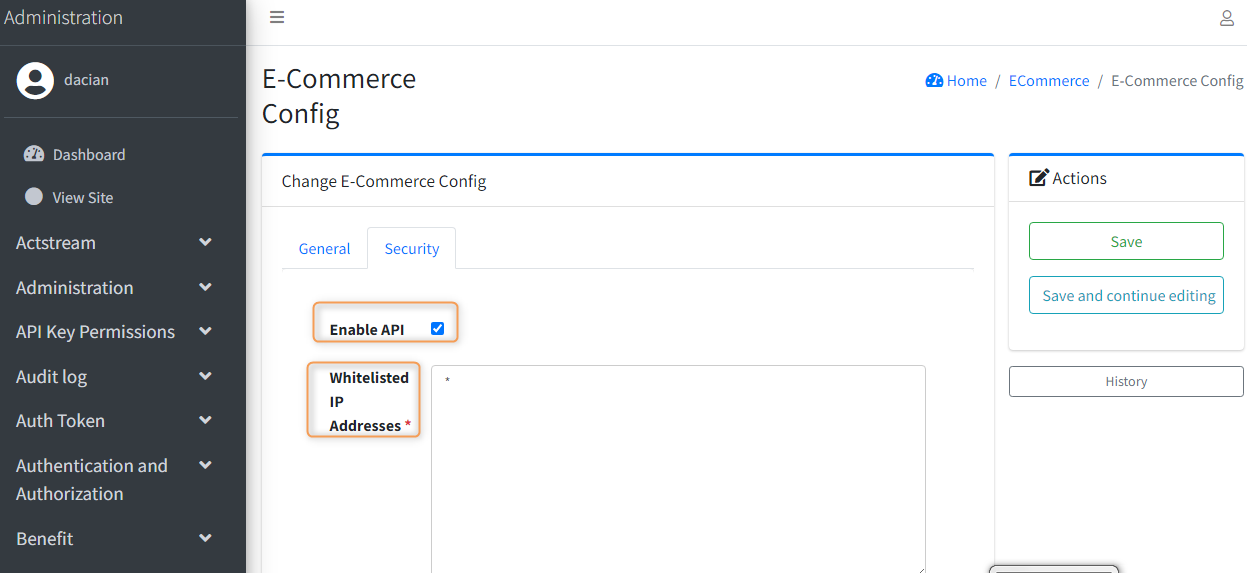 Administration
dacian
Dashboard
View Site
Actstream
Administration
API Key Permissions
Audit log
Auth Token
Authentication and
Authorization
Benefit
E-Commerce
Config
Home / ECommerce / E-Commerce Config
Change E-Commerce Config
General
Security
Enable API
Whitelisted
IP
Addresses *
*
Actions
Save
Save and continue editing
History